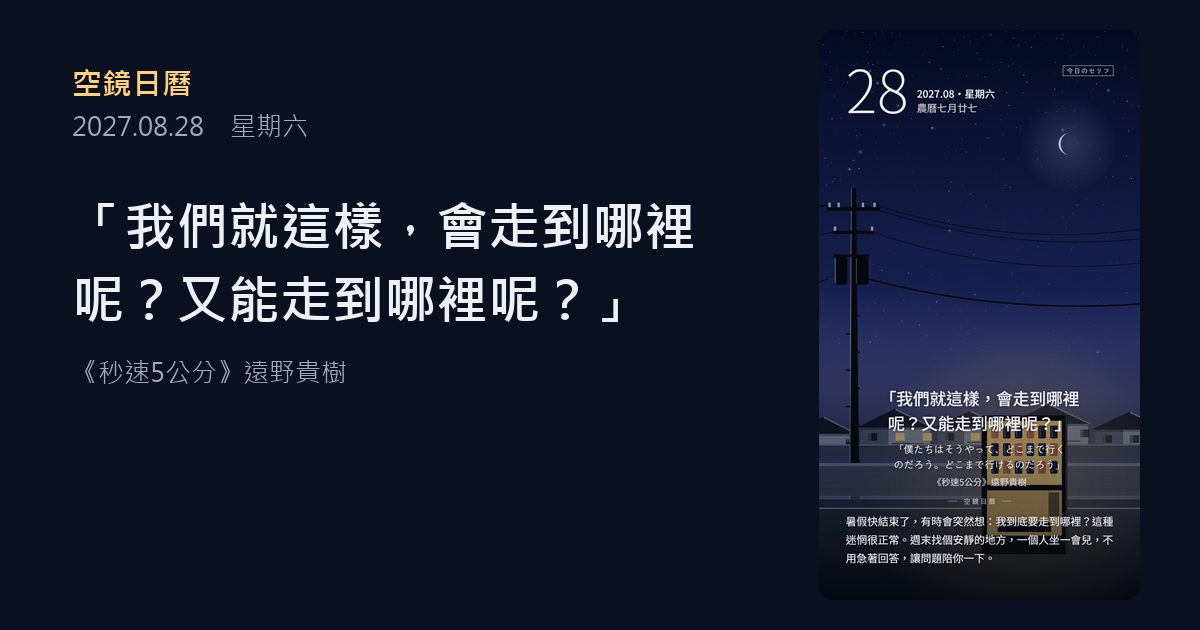 空鏡日曆
2027.08.28 星期六
「我們就這樣，會走到哪裡
呢？又能走到哪裡呢？」
《秒速5公分》遠野貴樹
今日のセリフ
28
2027.08・星期六
農曆七月廿七
「我們就這樣，會走到哪裡
呢？又能走到哪裡呢？」
「僕たちはそうやって、どこまで行く
のだろう。どこまで行けるのだろう」
《秒速5公分》遠野貴樹
空鏡日曆
暑假快結束了，有時會突然想：我到底要走到哪裡？這種
迷惘很正常。週末找個安靜的地方，一個人坐一會兒，不
用急著回答，讓問題陪你一下。